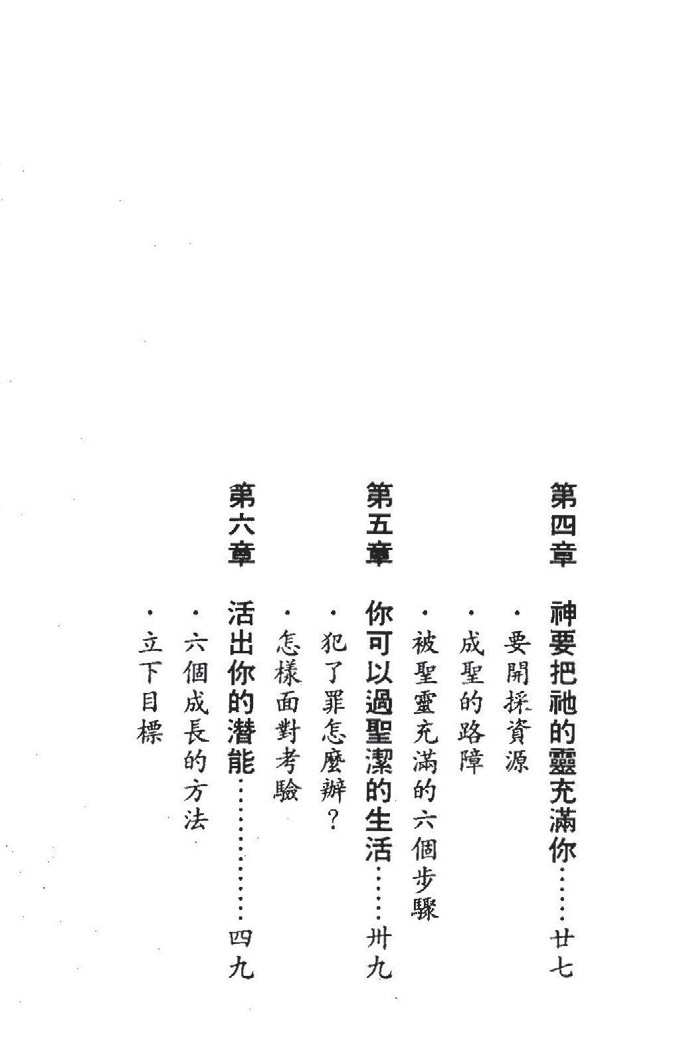 第四章　神要把祂的靈充滿你……廿七
・要開採資源
・成聖的路障
・被聖靈充滿的六個步驟
第五章　你可以過聖潔的生活……卅九
・犯了罪怎麼辦？
・怎樣面對考驗
第六章　活出你的潛能………………四九
・六個成長的方法
・立下目標